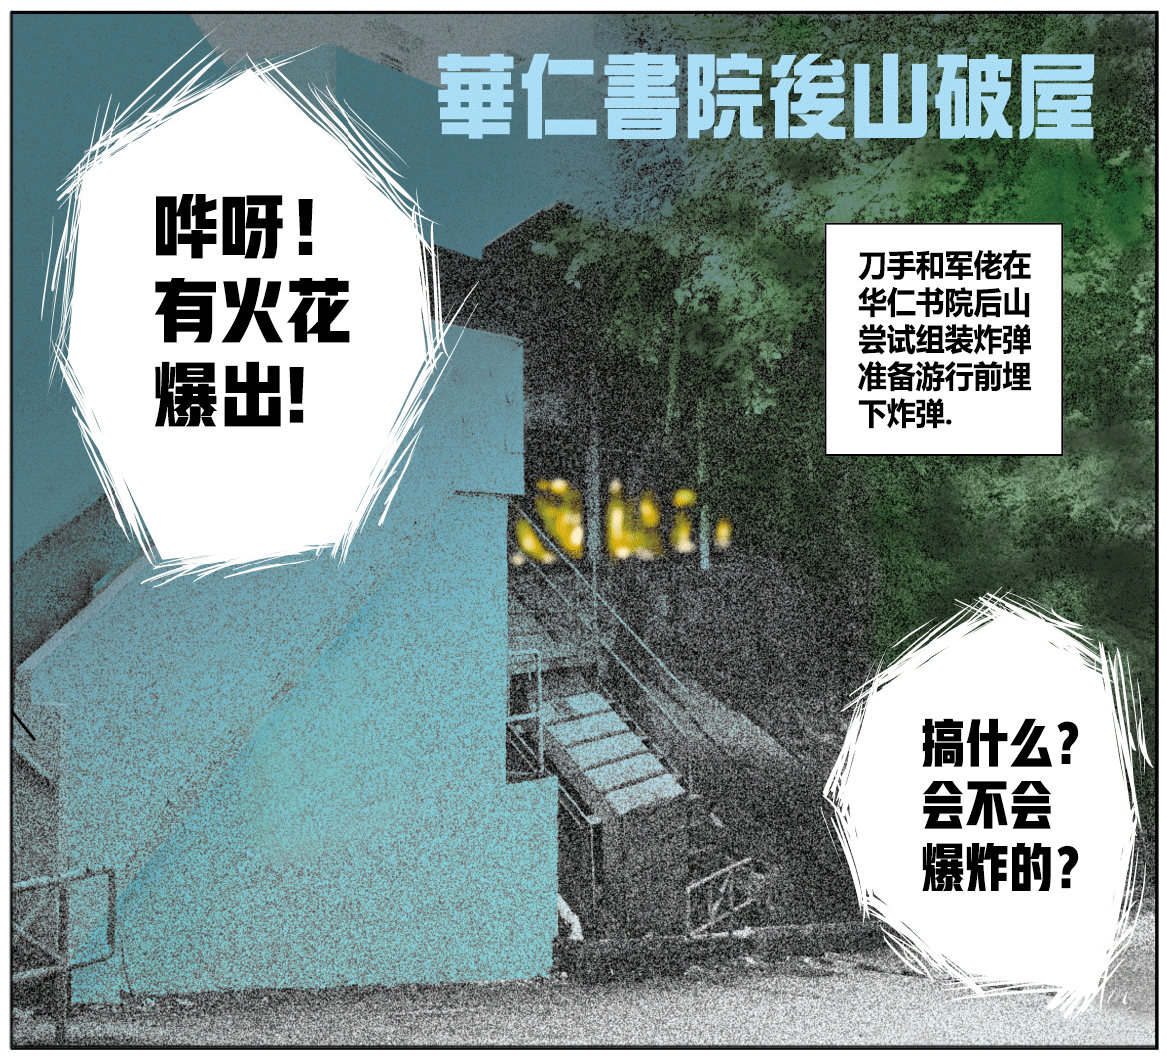 華仁書院後山破屋
哗呀！
有火花
爆出!
刀手和军佬在
华仁书院后山
尝试组装炸弹
准备游行前埋
下炸弹.
搞什么？
会不会
爆炸的？